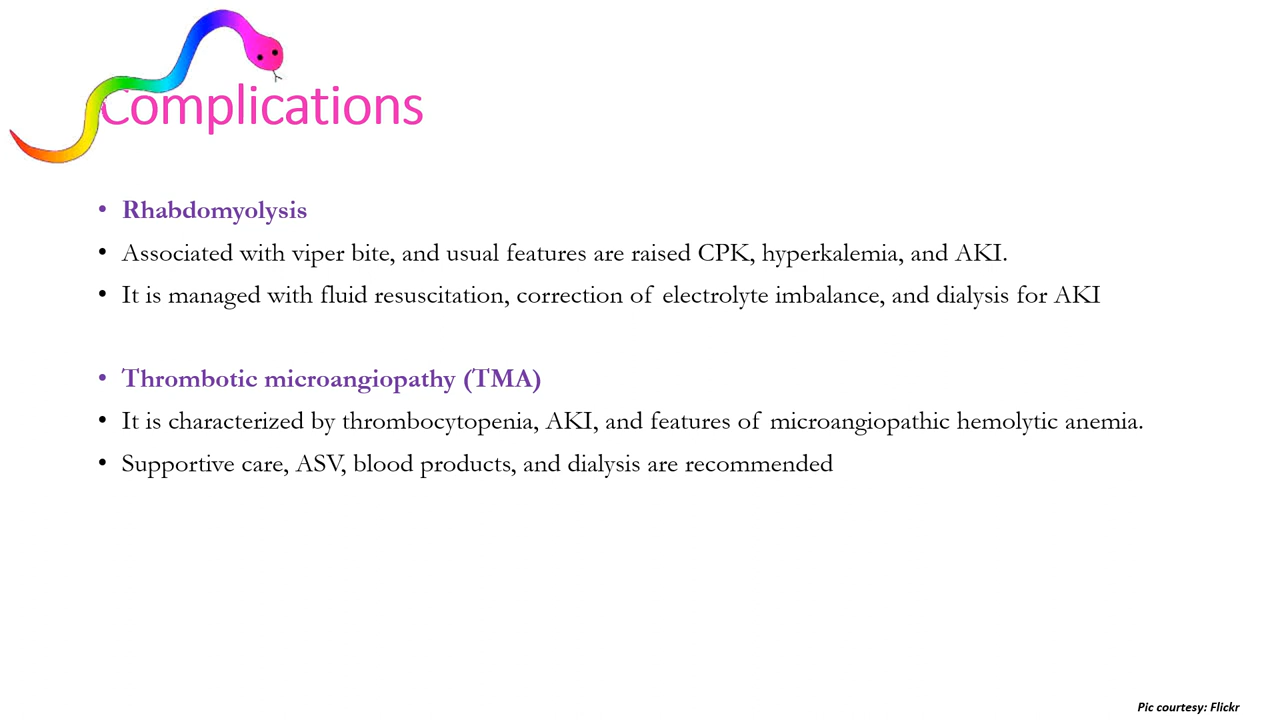 Complications
• Rhabdomyolysis
• Associated with viper bite, and usual features are raised CPK, hyperkalemia, and AKI.
• It is managed with fluid resuscitation, correction of electrolyte imbalance, and dialysis for AKI
• Thrombotic microangiopathy (TMA)
• It is characterized by thrombocytopenia, AKI, and features of microangiopathic hemolytic anemia.
• Supportive care, ASV, blood products, and dialysis are recommended
Pic courtesy: Flickr